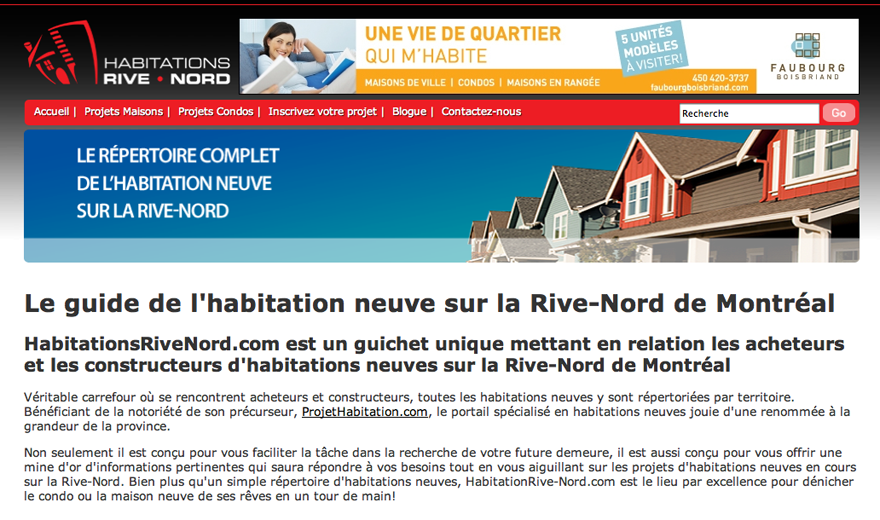 HABITATIONS
RIVE • NORD
UNE VIE DE QUARTIER
QUI M'HABITE
MAISONS DE VILLE | CONDOS | MAISONS EN RANGÉE
5 UNITÉS
MODÈLES
À VISITER!
450 420-3737
faubourgboisbriand.com
FAUBOURG
BOISBRIAND
Accueil | Projets Maisons | Projets Condos | Inscrivez votre projet | Blogue | Contactez-nous
Recherche
Go
LE RÉPERTOIRE COMPLET
DE L'HABITATION NEUVE
SUR LA RIVE-NORD
Le guide de l'habitation neuve sur la Rive-Nord de Montréal
HabitationsRiveNord.com est un guichet unique mettant en relation les acheteurs
et les constructeurs d'habitations neuves sur la Rive-Nord de Montréal
Véritable carrefour où se rencontrent acheteurs et constructeurs, toutes les habitations neuves y sont répertoriées par territoire.
Bénéficiant de la notoriété de son précurseur, ProjetHabitation.com, le portail spécialisé en habitations neuves jouie d'une renommée à la
grandeur de la province.
Non seulement il est conçu pour vous faciliter la tâche dans la recherche de votre future demeure, il est aussi conçu pour vous offrir une
mine d'or d'informations pertinentes qui saura répondre à vos besoins tout en vous aiguillant sur les projets d'habitations neuves en cours
sur la Rive-Nord. Bien plus qu'un simple répertoire d'habitations neuves, HabitationRive-Nord.com est le lieu par excellence pour dénicher
le condo ou la maison neuve de ses rêves en un tour de main!